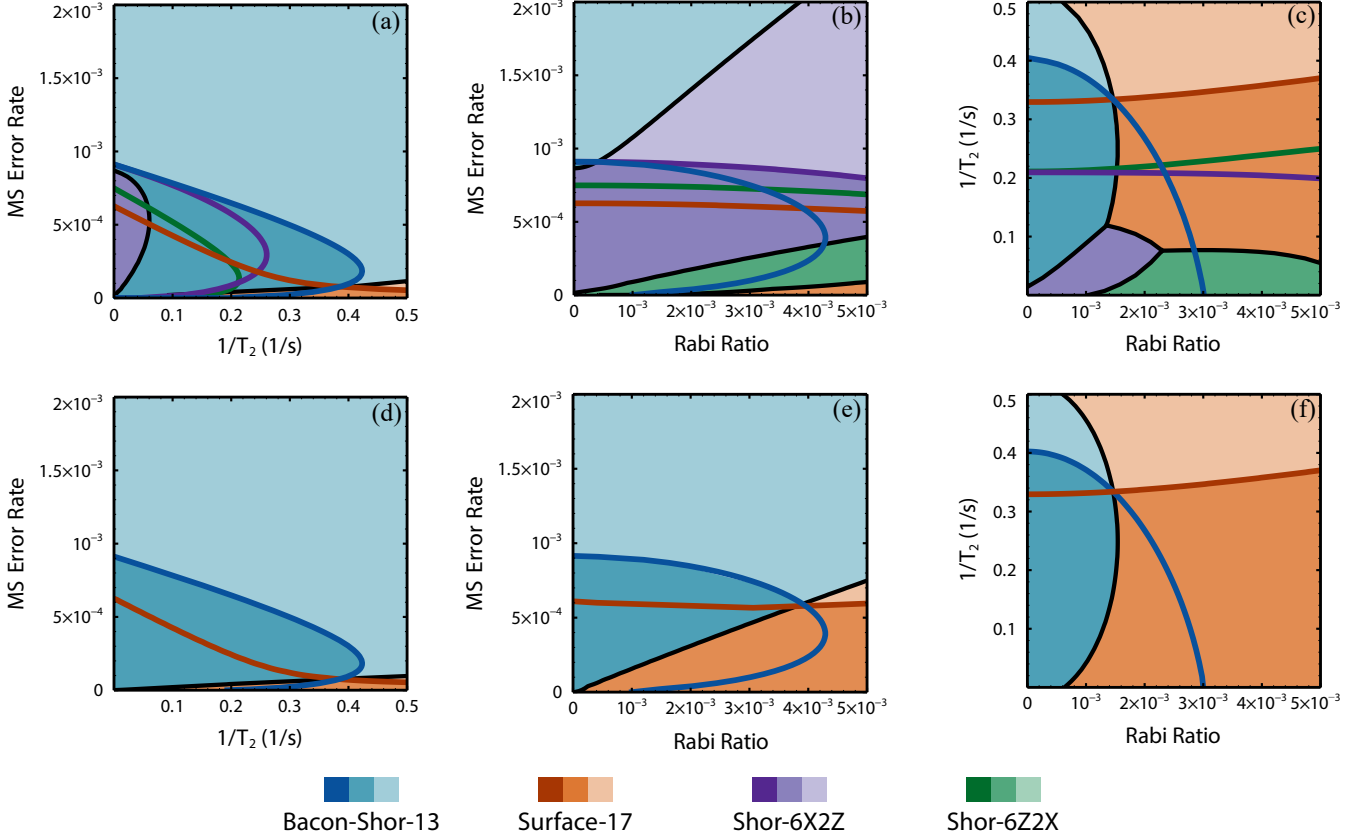 (a)
2×10⁻³
1.5×10⁻³
10⁻³
5×10⁻⁴
0
MS Error Rate
0 0.1 0.2 0.3 0.4 0.5
1/T₂ (1/s)
(b)
2×10⁻³
1.5×10⁻³
10⁻³
5×10⁻⁴
0
MS Error Rate
0 10⁻³ 2×10⁻³ 3×10⁻³ 4×10⁻³ 5×10⁻³
Rabi Ratio
(c)
0.5
0.4
0.3
0.2
0.1
1/T₂ (1/s)
0 10⁻³ 2×10⁻³ 3×10⁻³ 4×10⁻³ 5×10⁻³
Rabi Ratio
(d)
2×10⁻³
1.5×10⁻³
10⁻³
5×10⁻⁴
0
MS Error Rate
0 0.1 0.2 0.3 0.4 0.5
1/T₂ (1/s)
(e)
2×10⁻³
1.5×10⁻³
10⁻³
5×10⁻⁴
0
MS Error Rate
0 10⁻³ 2×10⁻³ 3×10⁻³ 4×10⁻³ 5×10⁻³
Rabi Ratio
(f)
0.5
0.4
0.3
0.2
0.1
1/T₂ (1/s)
0 10⁻³ 2×10⁻³ 3×10⁻³ 4×10⁻³ 5×10⁻³
Rabi Ratio
Bacon-Shor-13 Surface-17 Shor-6X2Z Shor-6Z2X